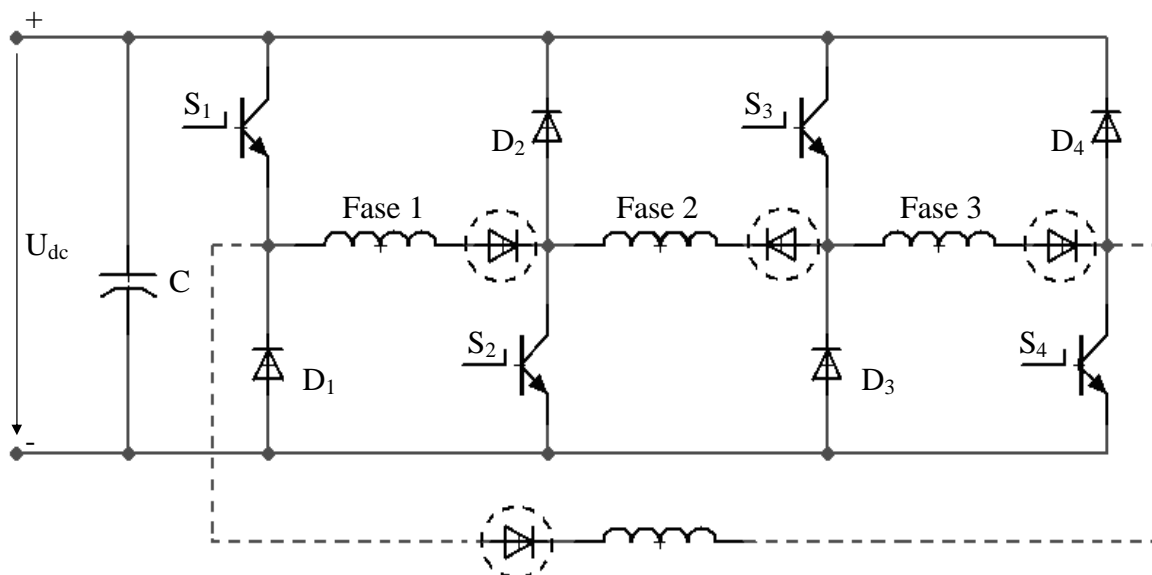 +
S₁
S₃
D₂
D₄
Fase 1
Fase 2
Fase 3
Udc
C
S₂
S₄
D₁
D₃
-